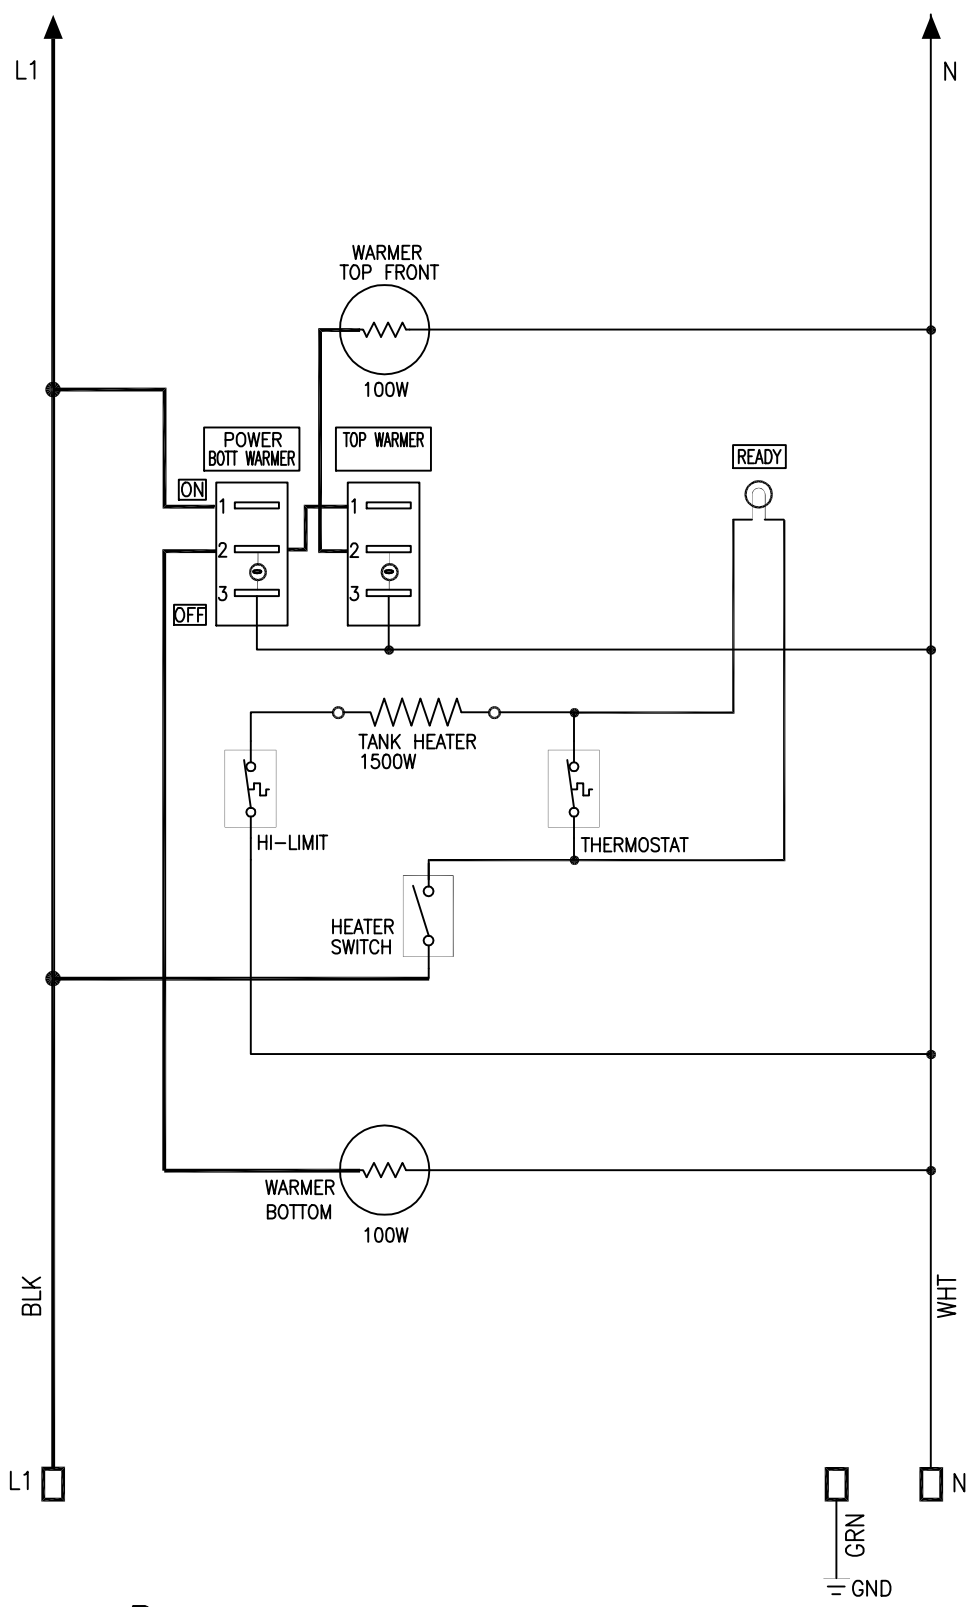 L1
N
WARMER
TOP FRONT
100W
POWER
BOTT WARMER
TOP WARMER
READY
ON
1
1
2
2
3
3
OFF
TANK HEATER
1500W
HI-LIMIT
THERMOSTAT
HEATER
SWITCH
WARMER
BOTTOM
100W
BLK
WHT
L1
N
GRN
GND